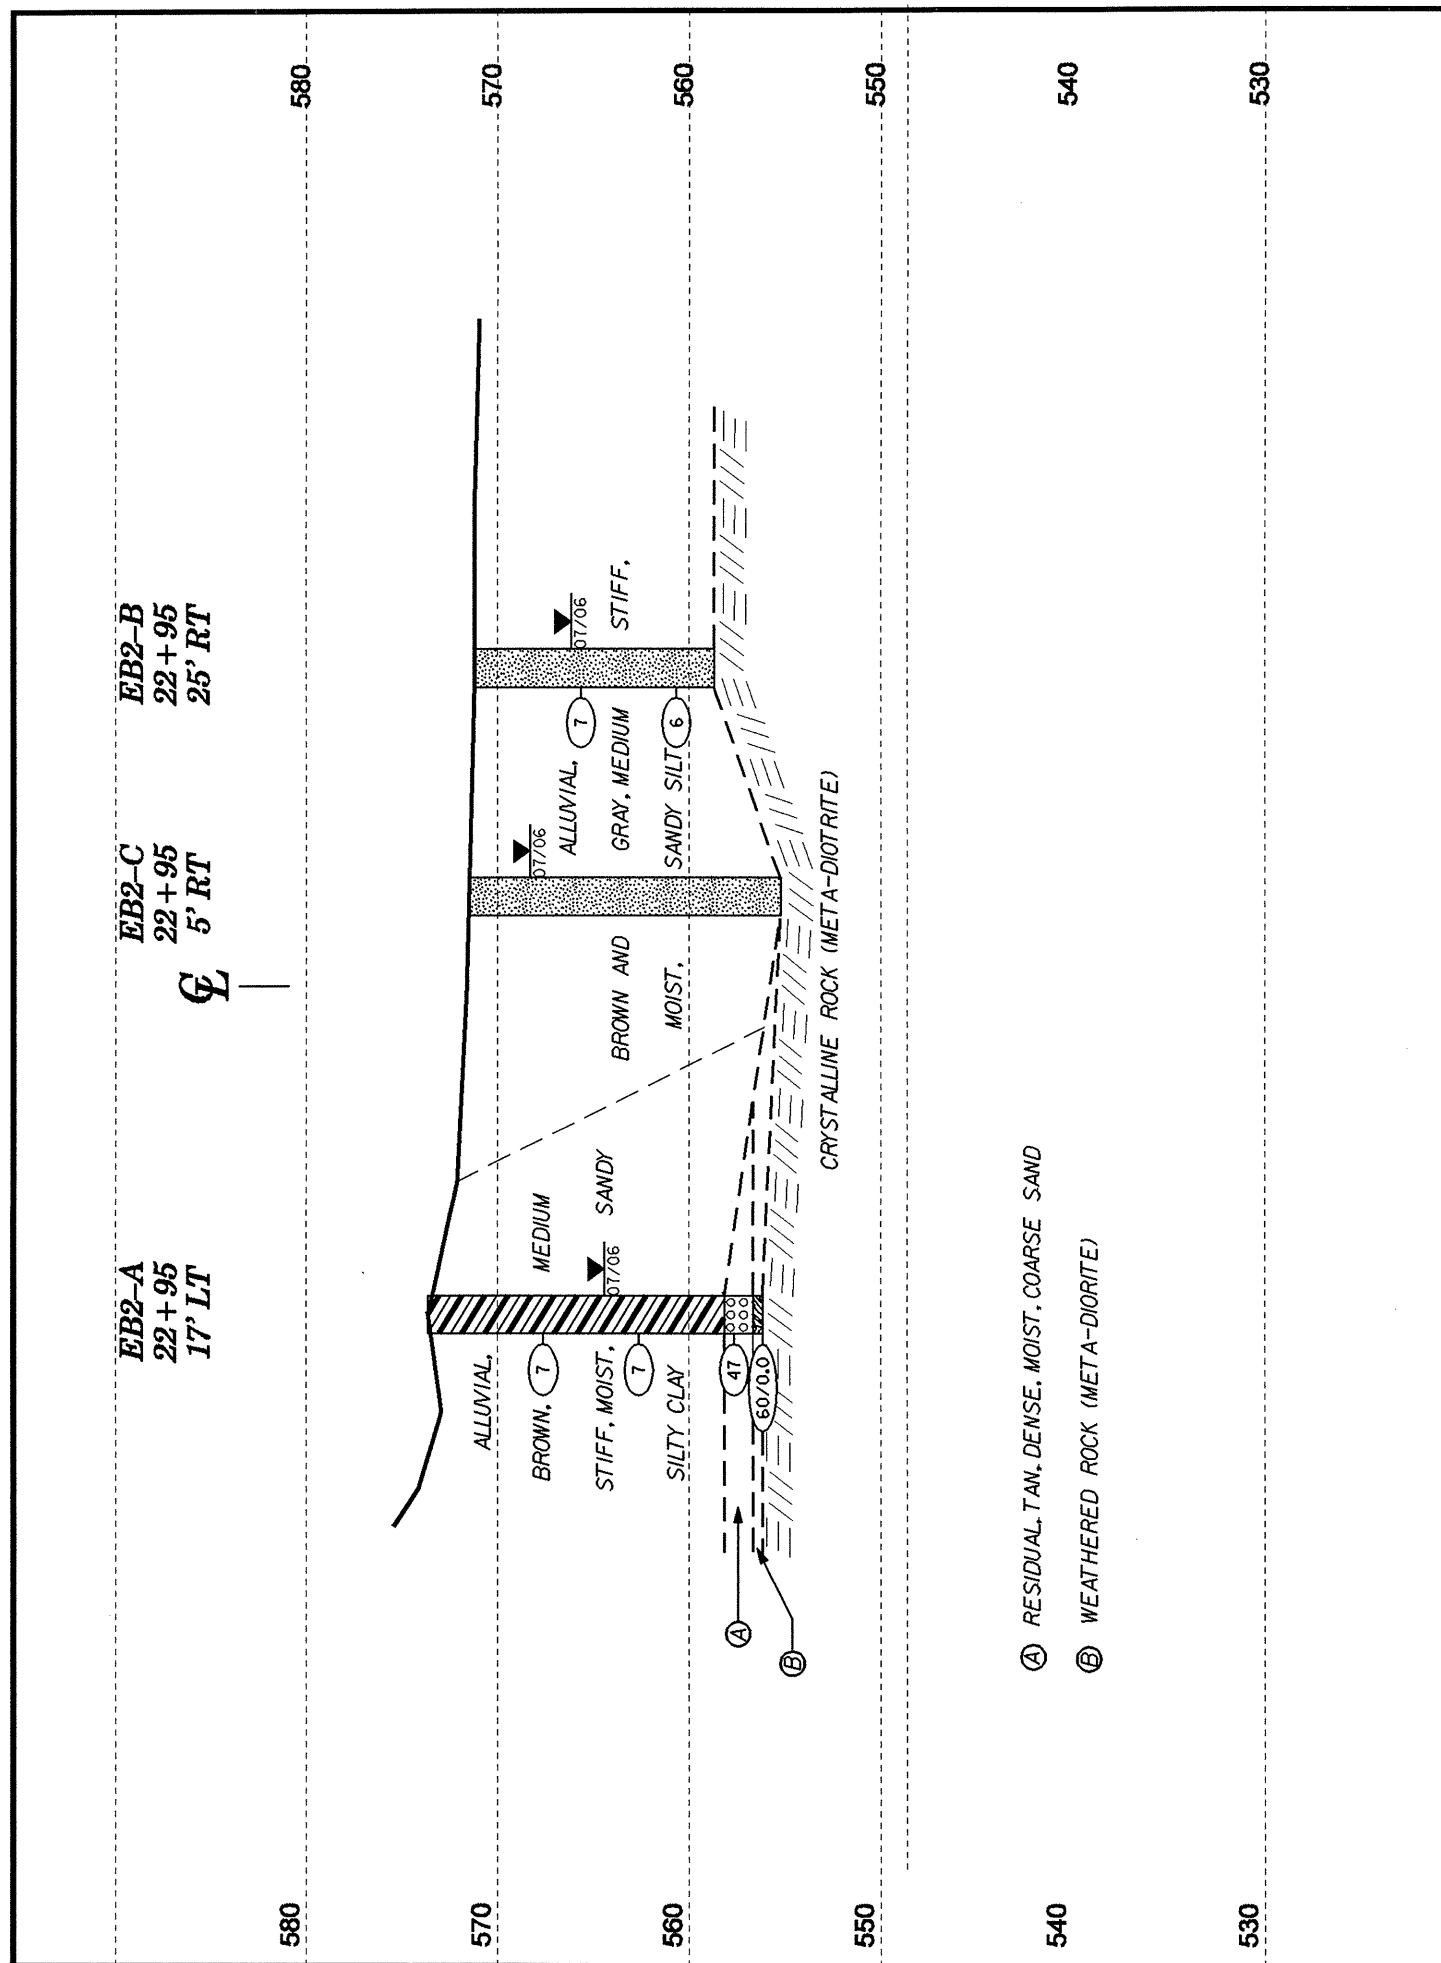 EB2-A
22+95
17' LT
EB2-C
22+95
5' RT
EB2-B
22+95
25' RT
CL
580
580
570
570
560
560
550
550
540
540
530
530
ALLUVIAL,
BROWN, 7 MEDIUM
07/06
STIFF, MOIST, SANDY
7
SILTY CLAY
47
60/0.0
07/06
ALLUVIAL, 7
07/06
BROWN AND GRAY, MEDIUM STIFF,
MOIST, SANDY SILT 6
CRYSTALLINE ROCK (META-DIOTRITE)
A
B
A RESIDUAL, TAN, DENSE, MOIST, COARSE SAND
B WEATHERED ROCK (META-DIORITE)